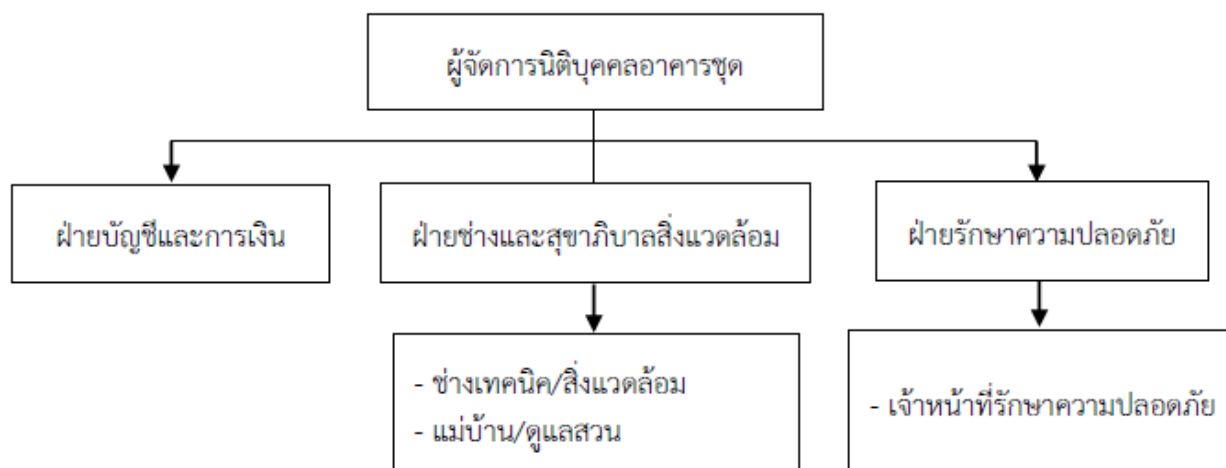 ผู้จัดการนิติบุคคลอาคารชุด
ฝ่ายบัญชีและการเงิน
ฝ่ายช่างและสุขาภิบาลสิ่งแวดล้อม
ฝ่ายรักษาความปลอดภัย
- ช่างเทคนิค/สิ่งแวดล้อม
- แม่บ้าน/ดูแลสวน
- เจ้าหน้าที่รักษาความปลอดภัย